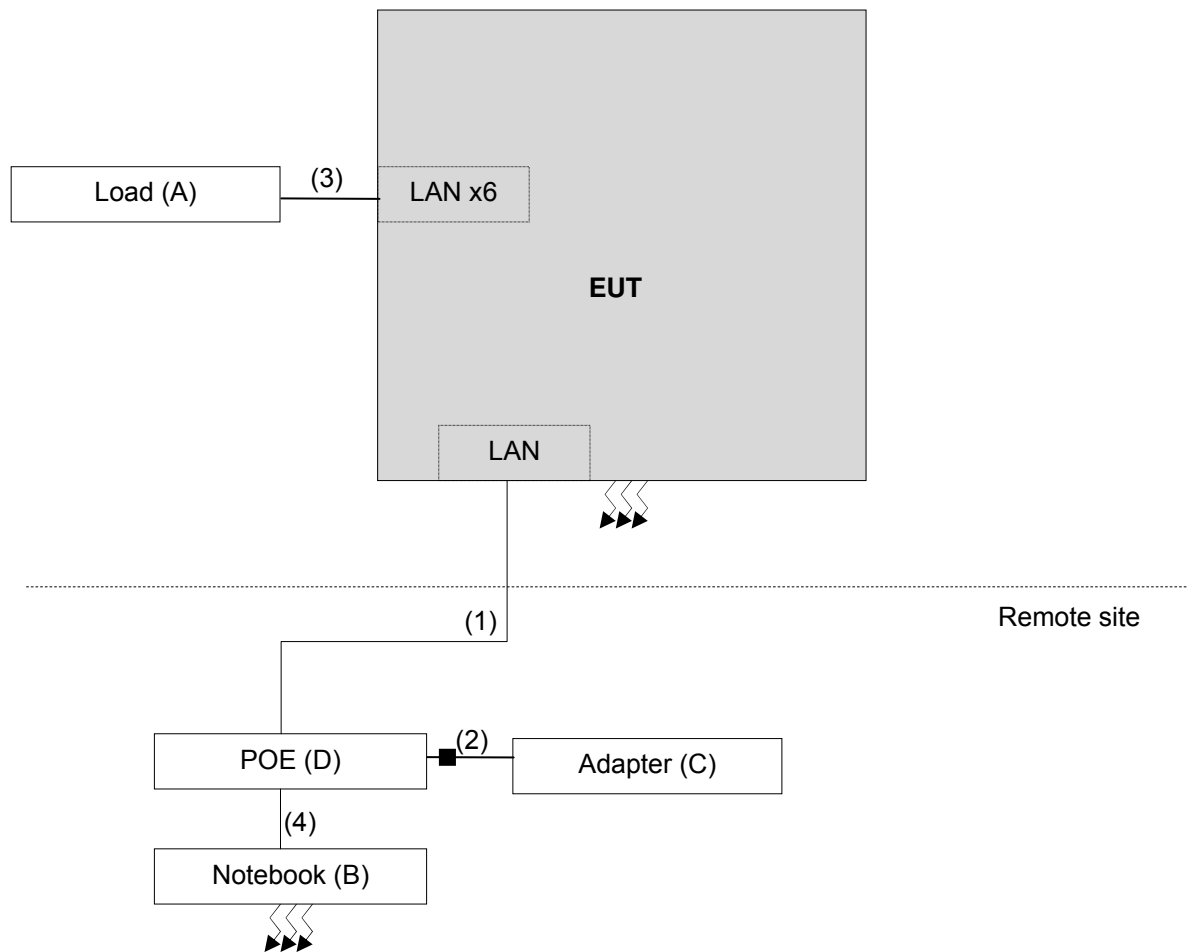 Load (A)
(3)
LAN x6
EUT
LAN
(1)
Remote site
POE (D)
(2)
Adapter (C)
(4)
Notebook (B)